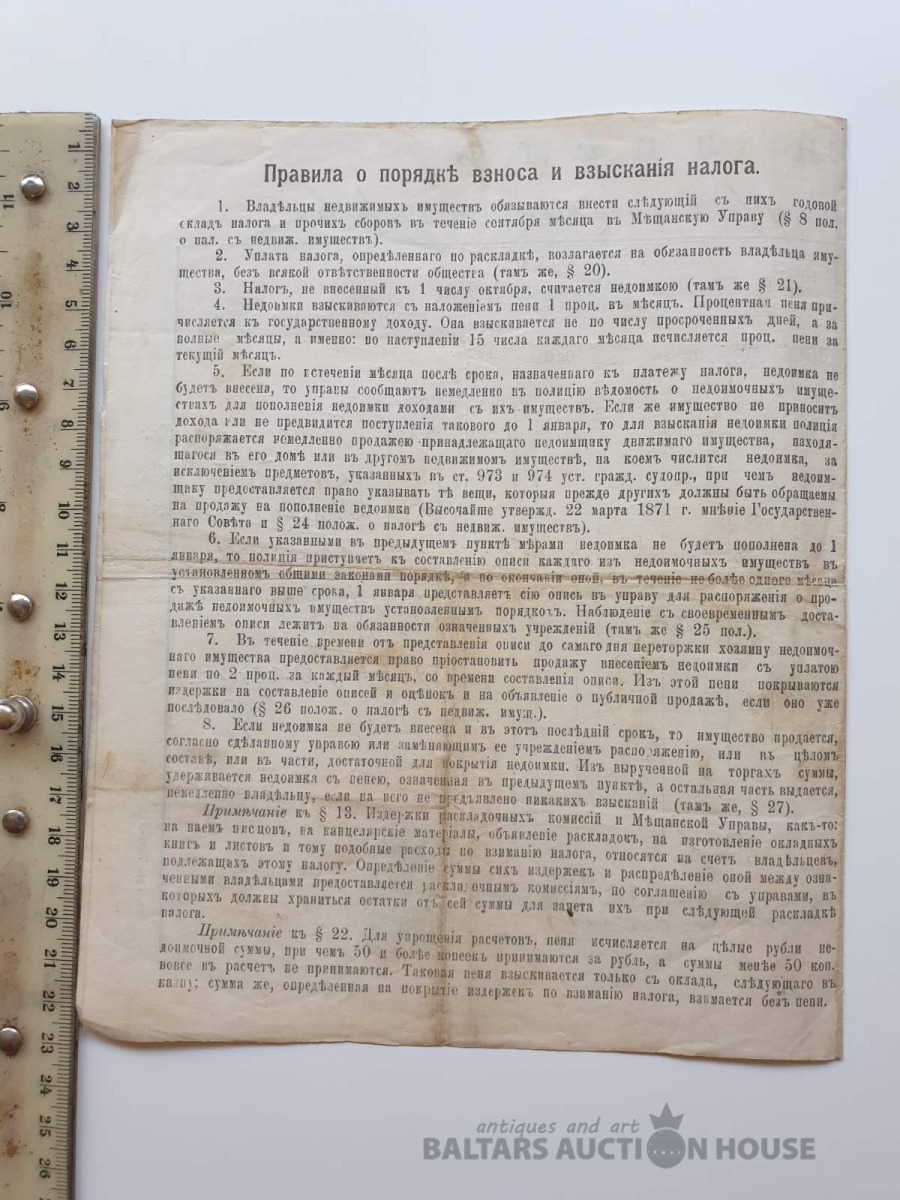 Правила о порядкѣ взноса и взысканія налога.
1. Владѣльцы недвижимыхъ имуществъ обязываются внести слѣдующій съ нихъ годовой
складъ налога и прочихъ сборовъ въ теченіе сентября мѣсяца въ Мѣщанскую Управу (§ 8 пол.
о нал. съ недвиж. имуществъ).
2. Уплата налога, опредѣленнаго по раскладкѣ, возлагается на обязанность владѣльца иму-
щества, безъ всякой отвѣтственности общества (тамъ же, § 20).
3. Налогъ, не внесенный къ 1 числу октября, считается недоимкою (тамъ же § 21).
4. Недоимки взыскиваются съ наложеніемъ пени 1 проц. въ мѣсяцъ. Процентная пеня при-
числяется къ государственному доходу. Она взыскивается не по числу просроченныхъ дней, а за
полные мѣсяцы, а именно: по наступленіи 15 числа каждаго мѣсяца исчисляется проц. пени за
текущій мѣсяцъ.
5. Если по истеченіи мѣсяца послѣ срока, назначеннаго къ платежу налога, недоимка не
будетъ внесена, то управы сообщаютъ немедленно въ полицію вѣдомость о недоимочныхъ имуще-
ствахъ для пополненія недоимки доходами съ ихъ имуществъ. Если же имущество не приноситъ
дохода или не предвидится поступленія таковаго до 1 января, то для взысканія недоимки полиція
распоряжается немедленно продажею принадлежащаго недоимщику движимаго имущества, находя-
щагося въ его домѣ или въ другомъ недвижимомъ имуществѣ, на коемъ числится недоимка, за
исключеніемъ предметовъ, указанныхъ въ ст. 973 и 974 уст. гражд. судопр., при чемъ недоим-
щику предоставляется право указывать тѣ вещи, которыя прежде другихъ должны быть обращаемы
на продажу на пополненіе недоимки (Высочайше утвержд. 22 марта 1871 г. мнѣніе Государствен-
наго Совѣта и § 24 полож. о налогѣ съ недвиж. имуществъ).
6. Если указанными въ предыдущемъ пунктѣ мѣрами недоимка не будетъ пополнена до 1
января, то полиція приступаетъ къ составленію описи каждаго изъ недоимочныхъ имуществъ въ
установленномъ общими законами порядкѣ, и по окончаніи оной, въ теченіе не болѣе одного мѣсяца
съ указаннаго выше срока, 1 января представляетъ сію опись въ управу для распоряженія о про-
дажѣ недоимочныхъ имуществъ установленнымъ порядкомъ. Наблюденіе съ своевременнымъ доста-
вленіемъ описи лежитъ на обязанности означенныхъ учрежденій (тамъ же § 25 пол.).
7. Въ теченіе времени отъ представленія описи до самаго дня переторжки хозяину недоимоч-
наго имущества предоставляется право пріостановить продажу внесеніемъ недоимки съ уплатою
пени по 2 проц. за каждый мѣсяцъ, со времени составленія описи. Изъ этой пени покрываются
издержки на составленіе описей и оцѣнокъ и на объявленіе о публичной продажѣ, если оно уже
послѣдовало (§ 26 полож. о налогѣ съ недвиж. имущ.).
8. Если недоимка не будетъ внесена и въ этотъ послѣдній срокъ, то имущество продается,
согласно сдѣланному управою или замѣняющимъ ее учрежденіемъ распоряженію, или въ цѣломъ
составѣ, или въ части, достаточной для покрытія недоимки. Изъ вырученной на торгахъ суммы,
удерживается недоимка съ пенею, означенная въ предыдущемъ пунктѣ, а остальная часть выдается,
немедленно владѣльцу, если на него не предъявлено никакихъ взысканій (тамъ же, § 27).
Примѣчаніе къ § 13. Издержки раскладочныхъ комиссій и Мѣщанской Управы, какъ-то:
на наемъ писцовъ, на канцелярскіе матеріалы, объявленіе раскладокъ, на изготовленіе окладныхъ
книгъ и листовъ и тому подобные расходы по взиманію налога, относятся на счетъ владѣльцевъ,
подлежащихъ этому налогу. Опредѣленіе суммы сихъ издержекъ и распредѣленіе оной между озна-
ченными владѣльцами предоставляется раскладочнымъ комиссіямъ, по соглашенію съ управами, въ
которыхъ должны храниться остатки отъ сей суммы для зачета ихъ при слѣдующей раскладкѣ
налога.
Примѣчаніе къ § 22. Для упрощенія расчетовъ, пеня исчисляется на цѣлые рубли не-
доимочной суммы, при чемъ 50 и болѣе копеекъ принимаются за рубль, а суммы менѣе 50 коп.
вовсе въ расчетъ не принимаются. Таковая пеня взыскивается только съ оклада, слѣдующаго въ
казну; сумма же, опредѣленная на покрытіе издержекъ по взиманію налога, взимается безъ пени.
antiques and art
BALTARS AUCTION HOUSE